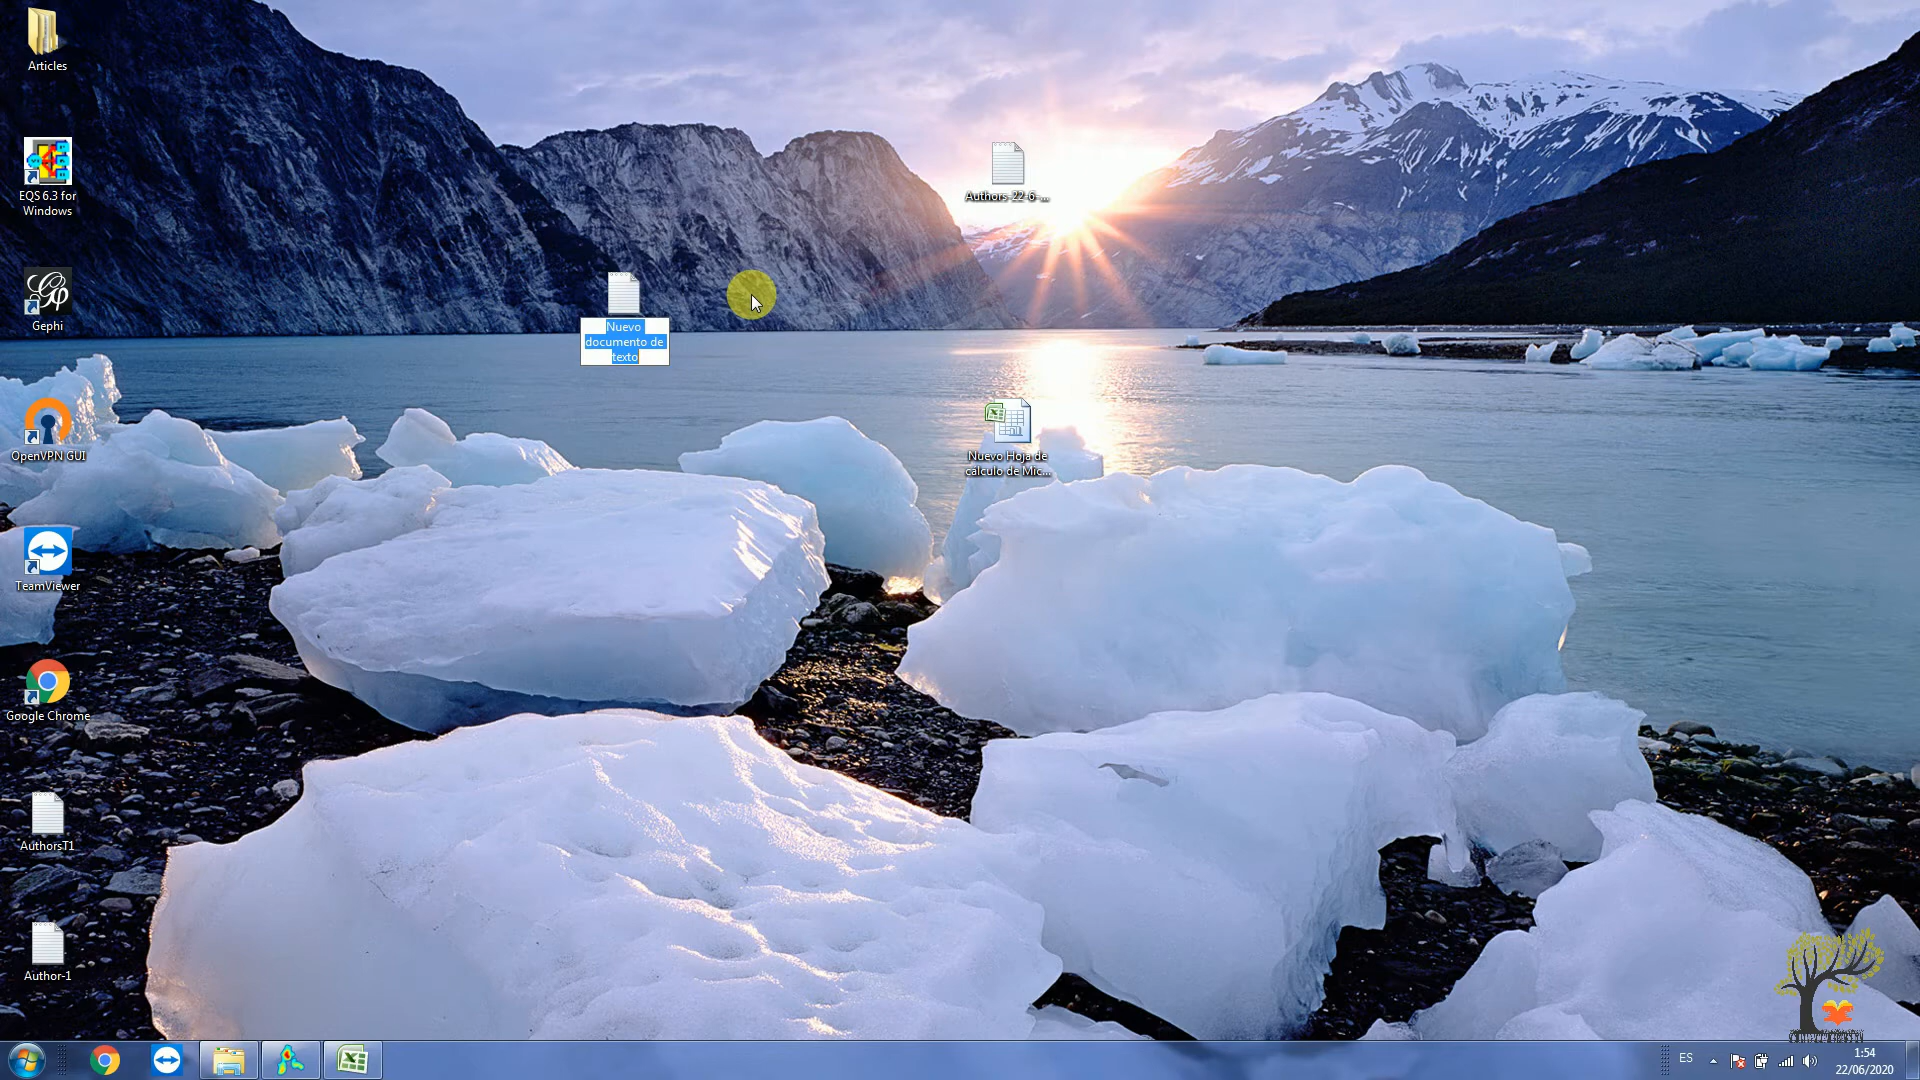 Articles
EQS 6.3 for
Windows
Gephi
OpenVPN GUI
TeamViewer
Google Chrome
AuthorsT1
Author-1
Nuevo
documento de
texto
Authors-22-6-...
Nuevo Hoja de
cálculo de Mic...
ES
1:54
22/06/2020